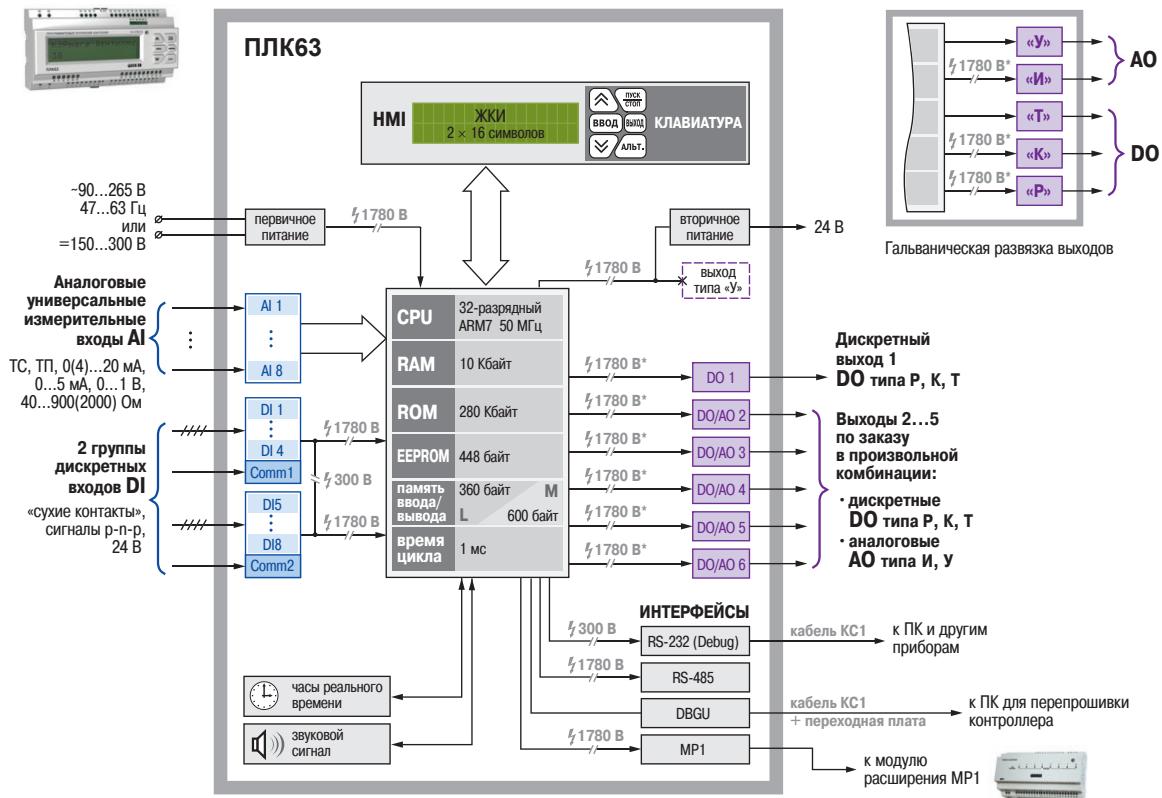 ПЛК63
HMI
ЖКИ
2 × 16 символов
ПУСК
СТОП
ВВОД
ВЫХОД
АЛЬТ.
КЛАВИАТУРА
~90...265 В
47...63 Гц
или
=150...300 В
первичное
питание
1780 В
вторичное
питание
24 В
1780 В
выход
типа «У»
Аналоговые
универсальные
измерительные
входы AI
ТС, ТП, 0(4)...20 мА,
0...5 мА, 0...1 В,
40...900(2000) Ом
AI 1
AI 8
2 группы
дискретных
входов DI
«сухие контакты»,
сигналы p-n-p,
24 В
DI 1
DI 4
Comm1
DI5
DI8
Comm2
1780 В
300 В
1780 В
CPU
32-разрядный
ARM7 50 МГц
RAM
10 Кбайт
ROM
280 Кбайт
EEPROM
448 байт
память
ввода/
вывода
360 байт
M
L
600 байт
время
цикла
1 мс
1780 В*
DO 1
1780 В*
DO/AO 2
1780 В*
DO/AO 3
1780 В*
DO/AO 4
1780 В*
DO/AO 5
1780 В*
DO/AO 6
Дискретный
выход 1
DO типа Р, К, Т
Выходы 2...5
по заказу
в произвольной
комбинации:
· дискретные
DO типа Р, К, Т
· аналоговые
АО типа И, У
ИНТЕРФЕЙСЫ
300 В
RS-232 (Debug)
кабель КС1
к ПК и другим
приборам
1780 В
RS-485
DBGU
кабель КС1
+ переходная плата
к ПК для перепрошивки
контроллера
1780 В
MP1
к модулю
расширения МР1
часы реального
времени
звуковой
сигнал
«У»
1780 В*
«И»
АО
«Т»
1780 В*
«К»
1780 В*
«Р»
DO
Гальваническая развязка выходов
ПЛК63